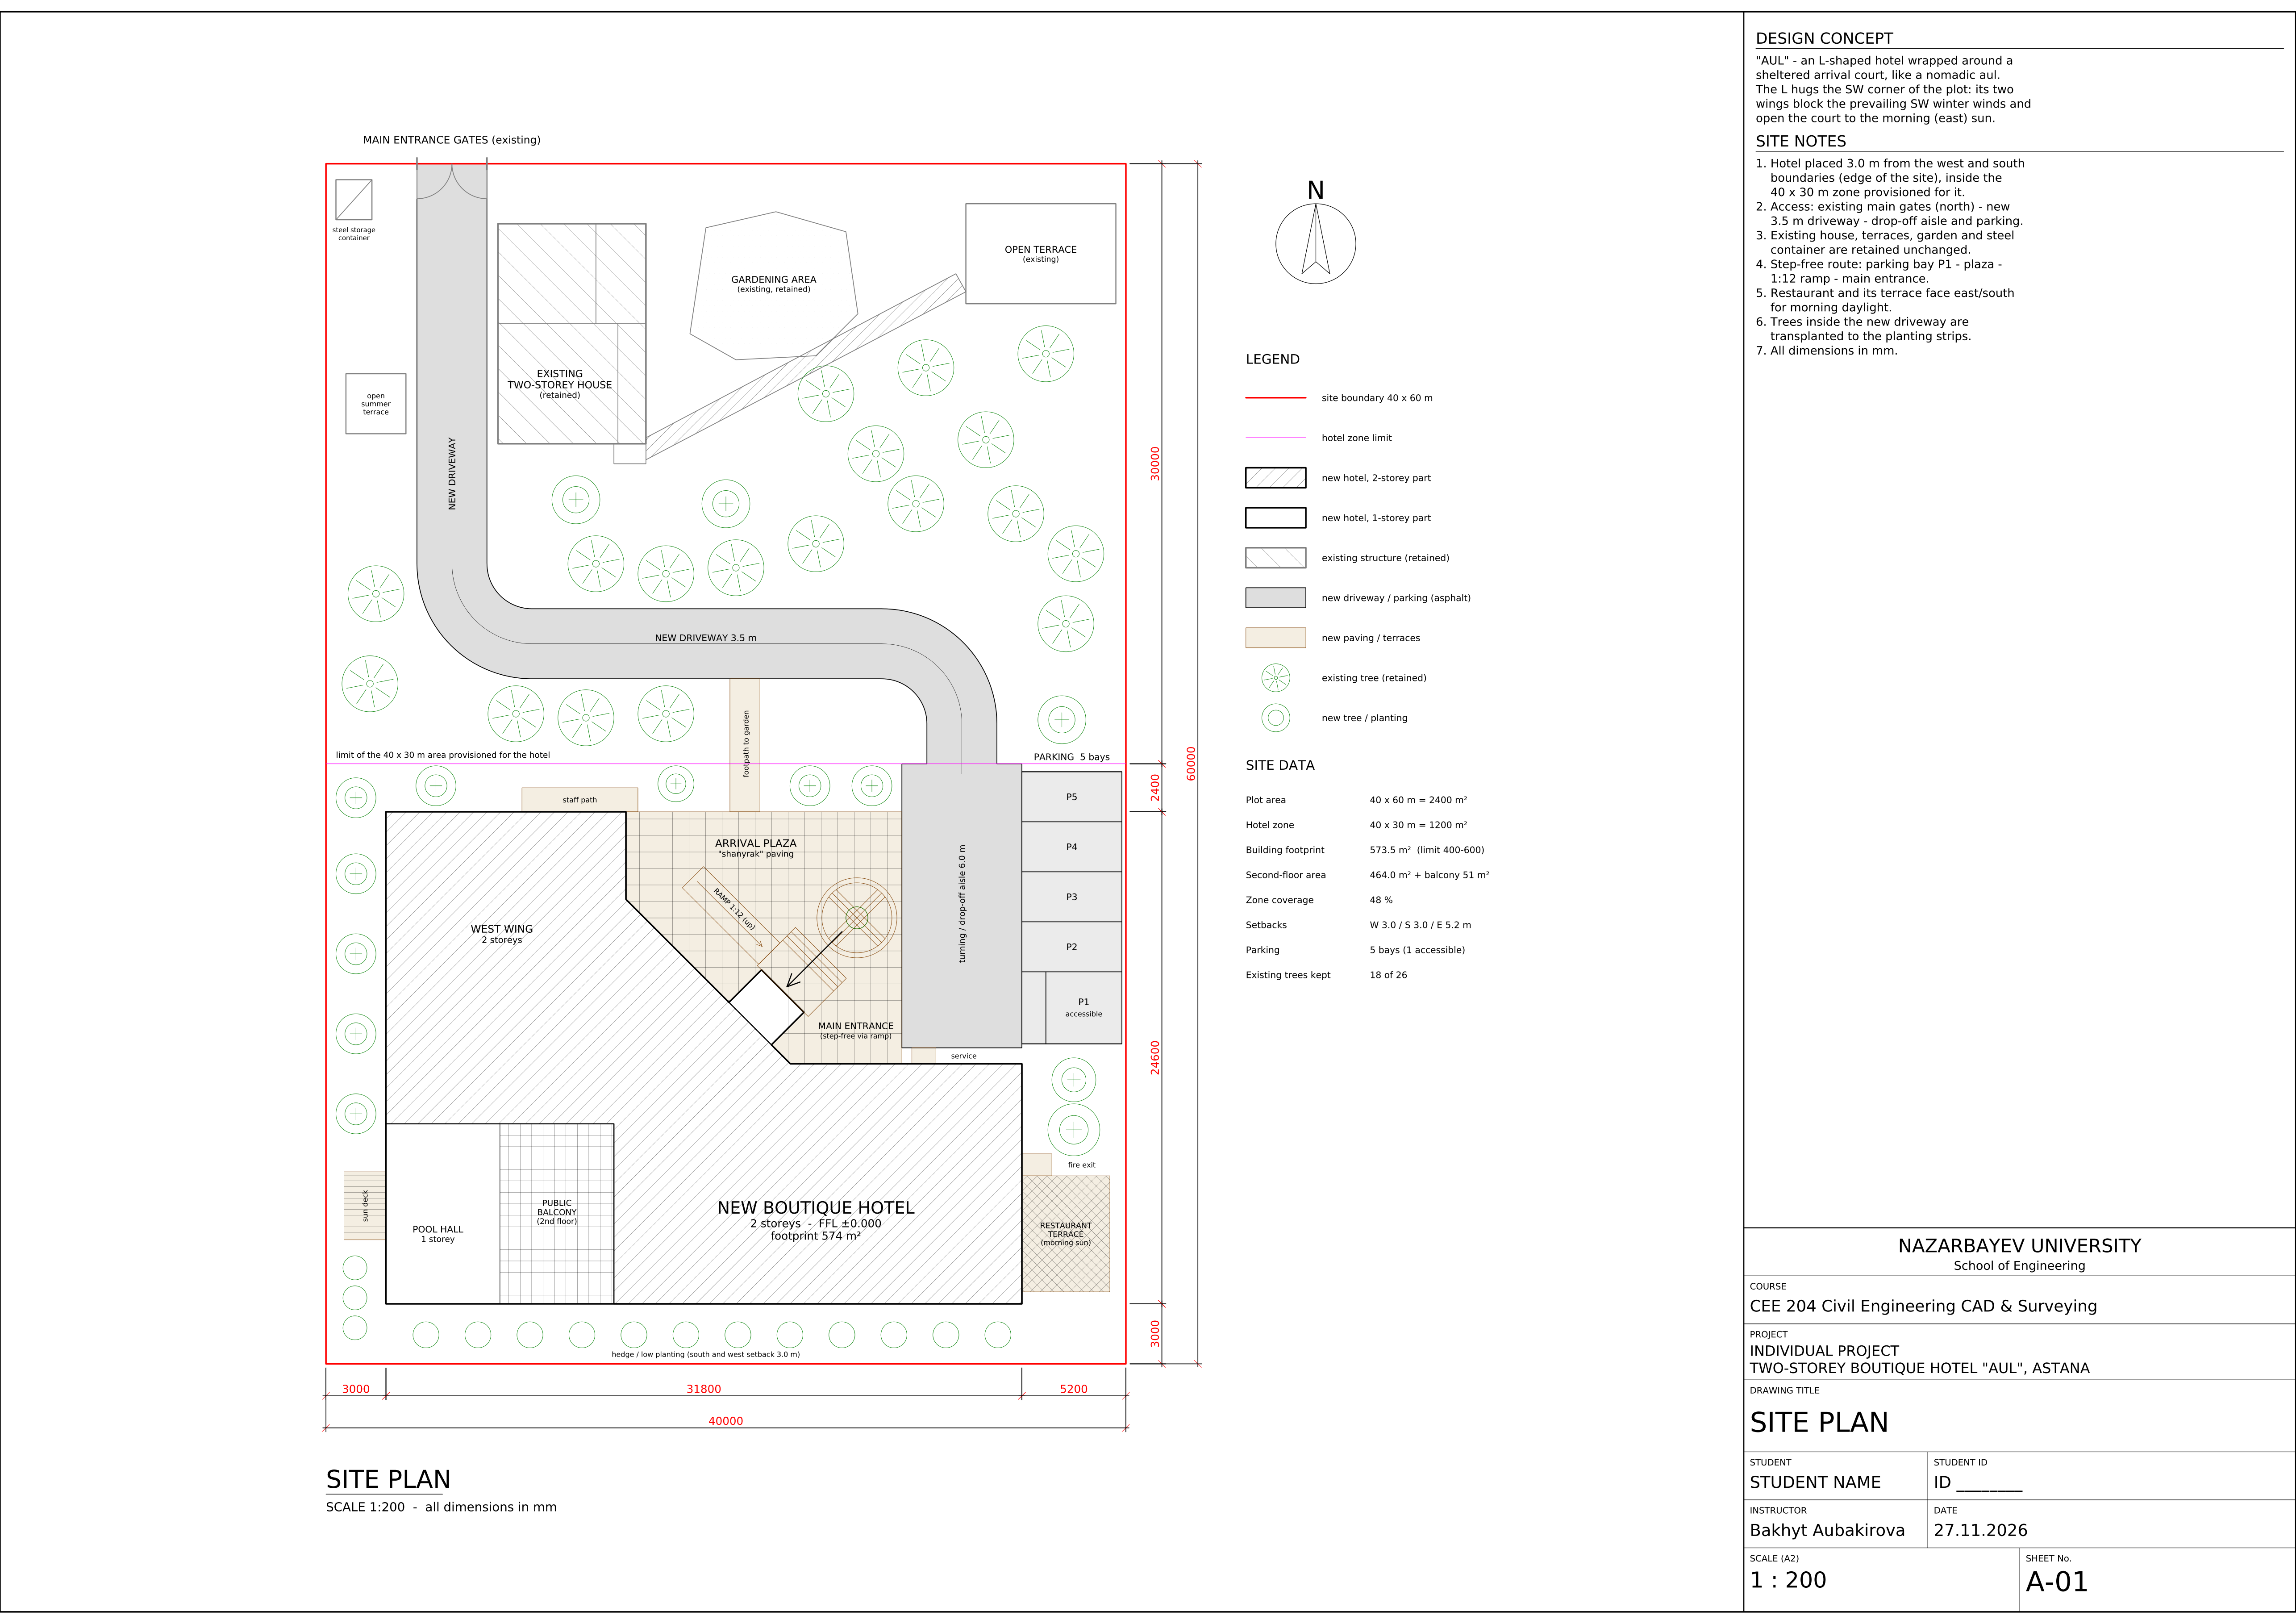 MAIN ENTRANCE GATES (existing)
steel storage
container
open
summer
terrace
NEW DRIVEWAY
EXISTING
TWO-STOREY HOUSE
(retained)
GARDENING AREA
(existing, retained)
OPEN TERRACE
(existing)
NEW DRIVEWAY 3.5 m
footpath to garden
limit of the 40 x 30 m area provisioned for the hotel
PARKING  5 bays
staff path
ARRIVAL PLAZA
"shanyrak" paving
RAMP 1:12 (up)
turning / drop-off aisle 6.0 m
P5
P4
P3
P2
P1
accessible
WEST WING
2 storeys
MAIN ENTRANCE
(step-free via ramp)
service
fire exit
sun deck
POOL HALL
1 storey
PUBLIC
BALCONY
(2nd floor)
NEW BOUTIQUE HOTEL
2 storeys  -  FFL ±0.000
footprint 574 m²
RESTAURANT
TERRACE
(morning sun)
hedge / low planting (south and west setback 3.0 m)
30000
2400
60000
24600
3000
3000
31800
5200
40000
SITE PLAN
SCALE 1:200  -  all dimensions in mm
N
LEGEND
site boundary 40 x 60 m
hotel zone limit
new hotel, 2-storey part
new hotel, 1-storey part
existing structure (retained)
new driveway / parking (asphalt)
new paving / terraces
existing tree (retained)
new tree / planting
SITE DATA
Plot area 40 x 60 m = 2400 m²
Hotel zone 40 x 30 m = 1200 m²
Building footprint 573.5 m²  (limit 400-600)
Second-floor area 464.0 m² + balcony 51 m²
Zone coverage 48 %
Setbacks W 3.0 / S 3.0 / E 5.2 m
Parking 5 bays (1 accessible)
Existing trees kept 18 of 26
DESIGN CONCEPT
"AUL" - an L-shaped hotel wrapped around a
sheltered arrival court, like a nomadic aul.
The L hugs the SW corner of the plot: its two
wings block the prevailing SW winter winds and
open the court to the morning (east) sun.
SITE NOTES
1. Hotel placed 3.0 m from the west and south
boundaries (edge of the site), inside the
40 x 30 m zone provisioned for it.
2. Access: existing main gates (north) - new
3.5 m driveway - drop-off aisle and parking.
3. Existing house, terraces, garden and steel
container are retained unchanged.
4. Step-free route: parking bay P1 - plaza -
1:12 ramp - main entrance.
5. Restaurant and its terrace face east/south
for morning daylight.
6. Trees inside the new driveway are
transplanted to the planting strips.
7. All dimensions in mm.
NAZARBAYEV UNIVERSITY
School of Engineering
COURSE
CEE 204 Civil Engineering CAD & Surveying
PROJECT
INDIVIDUAL PROJECT
TWO-STOREY BOUTIQUE HOTEL "AUL", ASTANA
DRAWING TITLE
SITE PLAN
STUDENT
STUDENT NAME
STUDENT ID
ID ________
INSTRUCTOR
Bakhyt Aubakirova
DATE
27.11.2026
SCALE (A2)
1 : 200
SHEET No.
A-01